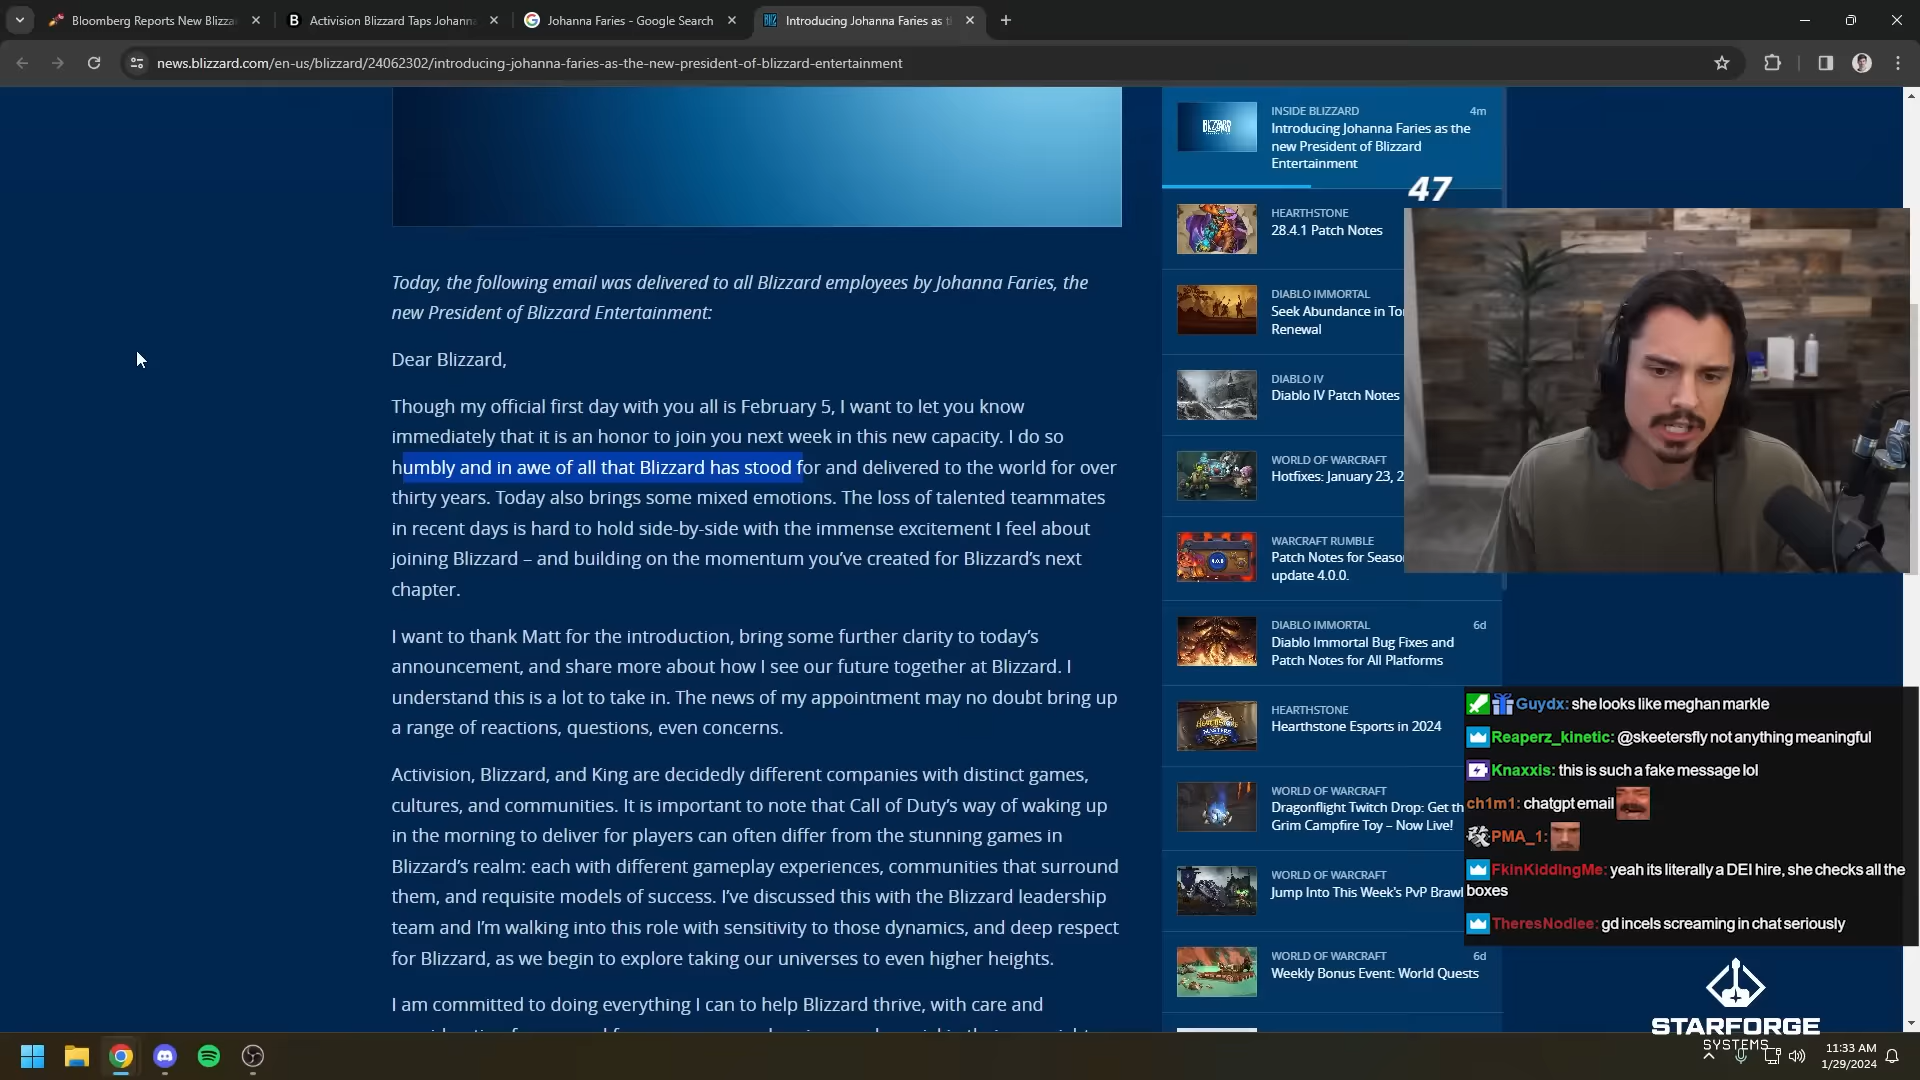 Bloomberg Reports New Blizza
Activision Blizzard Taps Johann
Johanna Faries - Google Search
Introducing Johanna Faries as t
news.blizzard.com/en-us/blizzard/24062302/introducing-johanna-faries-as-the-new-president-of-blizzard-entertainment
Today, the following email was delivered to all Blizzard employees by Johanna Faries, the
new President of Blizzard Entertainment:
Dear Blizzard,
Though my official first day with you all is February 5, I want to let you know
immediately that it is an honor to join you next week in this new capacity. I do so
humbly and in awe of all that Blizzard has stood for and delivered to the world for over
thirty years. Today also brings some mixed emotions. The loss of talented teammates
in recent days is hard to hold side-by-side with the immense excitement I feel about
joining Blizzard – and building on the momentum you’ve created for Blizzard’s next
chapter.
I want to thank Matt for the introduction, bring some further clarity to today’s
announcement, and share more about how I see our future together at Blizzard. I
understand this is a lot to take in. The news of my appointment may no doubt bring up
a range of reactions, questions, even concerns.
Activision, Blizzard, and King are decidedly different companies with distinct games,
cultures, and communities. It is important to note that Call of Duty’s way of waking up
in the morning to deliver for players can often differ from the stunning games in
Blizzard’s realm: each with different gameplay experiences, communities that surround
them, and requisite models of success. I’ve discussed this with the Blizzard leadership
team and I’m walking into this role with sensitivity to those dynamics, and deep respect
for Blizzard, as we begin to explore taking our universes to even higher heights.
I am committed to doing everything I can to help Blizzard thrive, with care and
BLIZZARD
INSIDE BLIZZARD 4m
Introducing Johanna Faries as the
new President of Blizzard
Entertainment
47
HEARTHSTONE
28.4.1 Patch Notes
DIABLO IMMORTAL
Seek Abundance in To
Renewal
DIABLO IV
Diablo IV Patch Notes
WORLD OF WARCRAFT
Hotfixes: January 23, 2
WARCRAFT RUMBLE
Patch Notes for Seaso
update 4.0.0.
DIABLO IMMORTAL 6d
Diablo Immortal Bug Fixes and
Patch Notes for All Platforms
HEARTHSTONE
Hearthstone Esports in 2024
WORLD OF WARCRAFT
Dragonflight Twitch Drop: Get th
Grim Campfire Toy – Now Live!
WORLD OF WARCRAFT
Jump Into This Week's PvP Brawl
WORLD OF WARCRAFT 6d
Weekly Bonus Event: World Quests
Guydx: she looks like meghan markle
Reaperz_kinetic: @skeetersfly not anything meaningful
Knaxxis: this is such a fake message lol
ch1m1: chatgpt email
PMA_1:
FkinKiddingMe: yeah its literally a DEI hire, she checks all the
boxes
TheresNodiee: gd incels screaming in chat seriously
STARFORGE
SYSTEMS
11:33 AM
1/29/2024